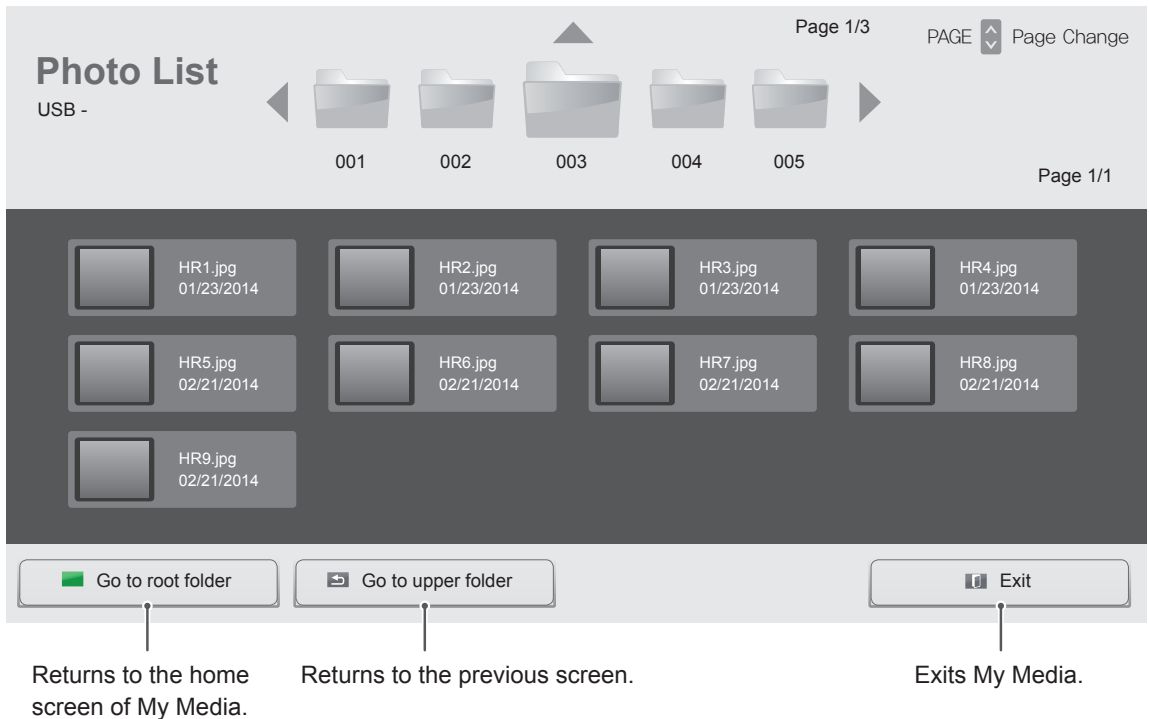 Page 1/3
PAGE Page Change
Photo List
USB -
001 002 003 004 005
Page 1/1
HR1.jpg
01/23/2014
HR2.jpg
01/23/2014
HR3.jpg
01/23/2014
HR4.jpg
01/23/2014
HR5.jpg
02/21/2014
HR6.jpg
02/21/2014
HR7.jpg
02/21/2014
HR8.jpg
02/21/2014
HR9.jpg
02/21/2014
Go to root folder
Go to upper folder
Exit
Returns to the home
screen of My Media.
Returns to the previous screen.
Exits My Media.